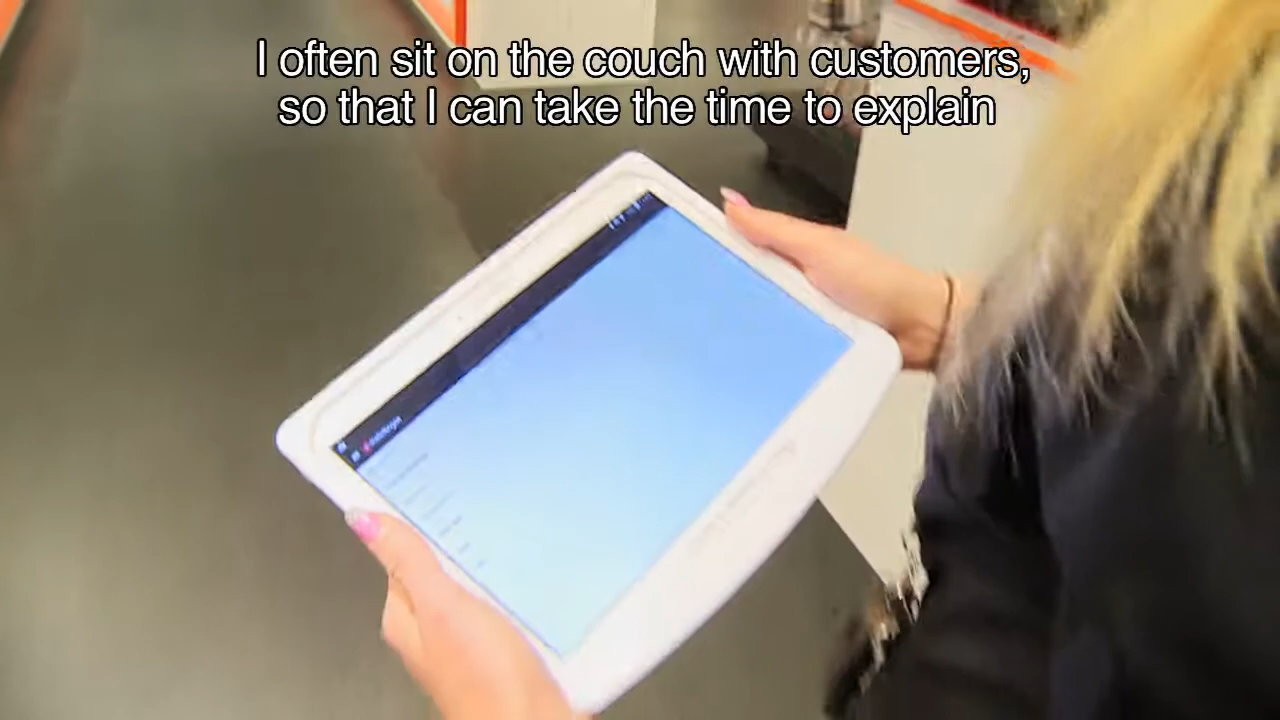 I often sit on the couch with customers,
so that I can take the time to explain